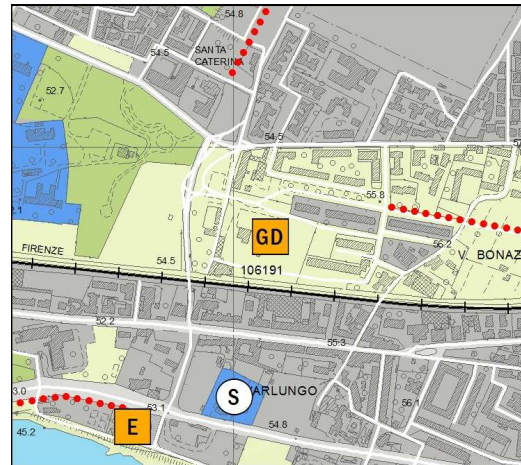 54.8
SANTA
CATERINA
54.5
52.7
54.5
55.8
GD
56.2
V. BONAZ
FIRENZE
54.5
106191
52.2
55.3
S
ARLUNGO
56.1
3.0
53.1
E
54.8
45.2